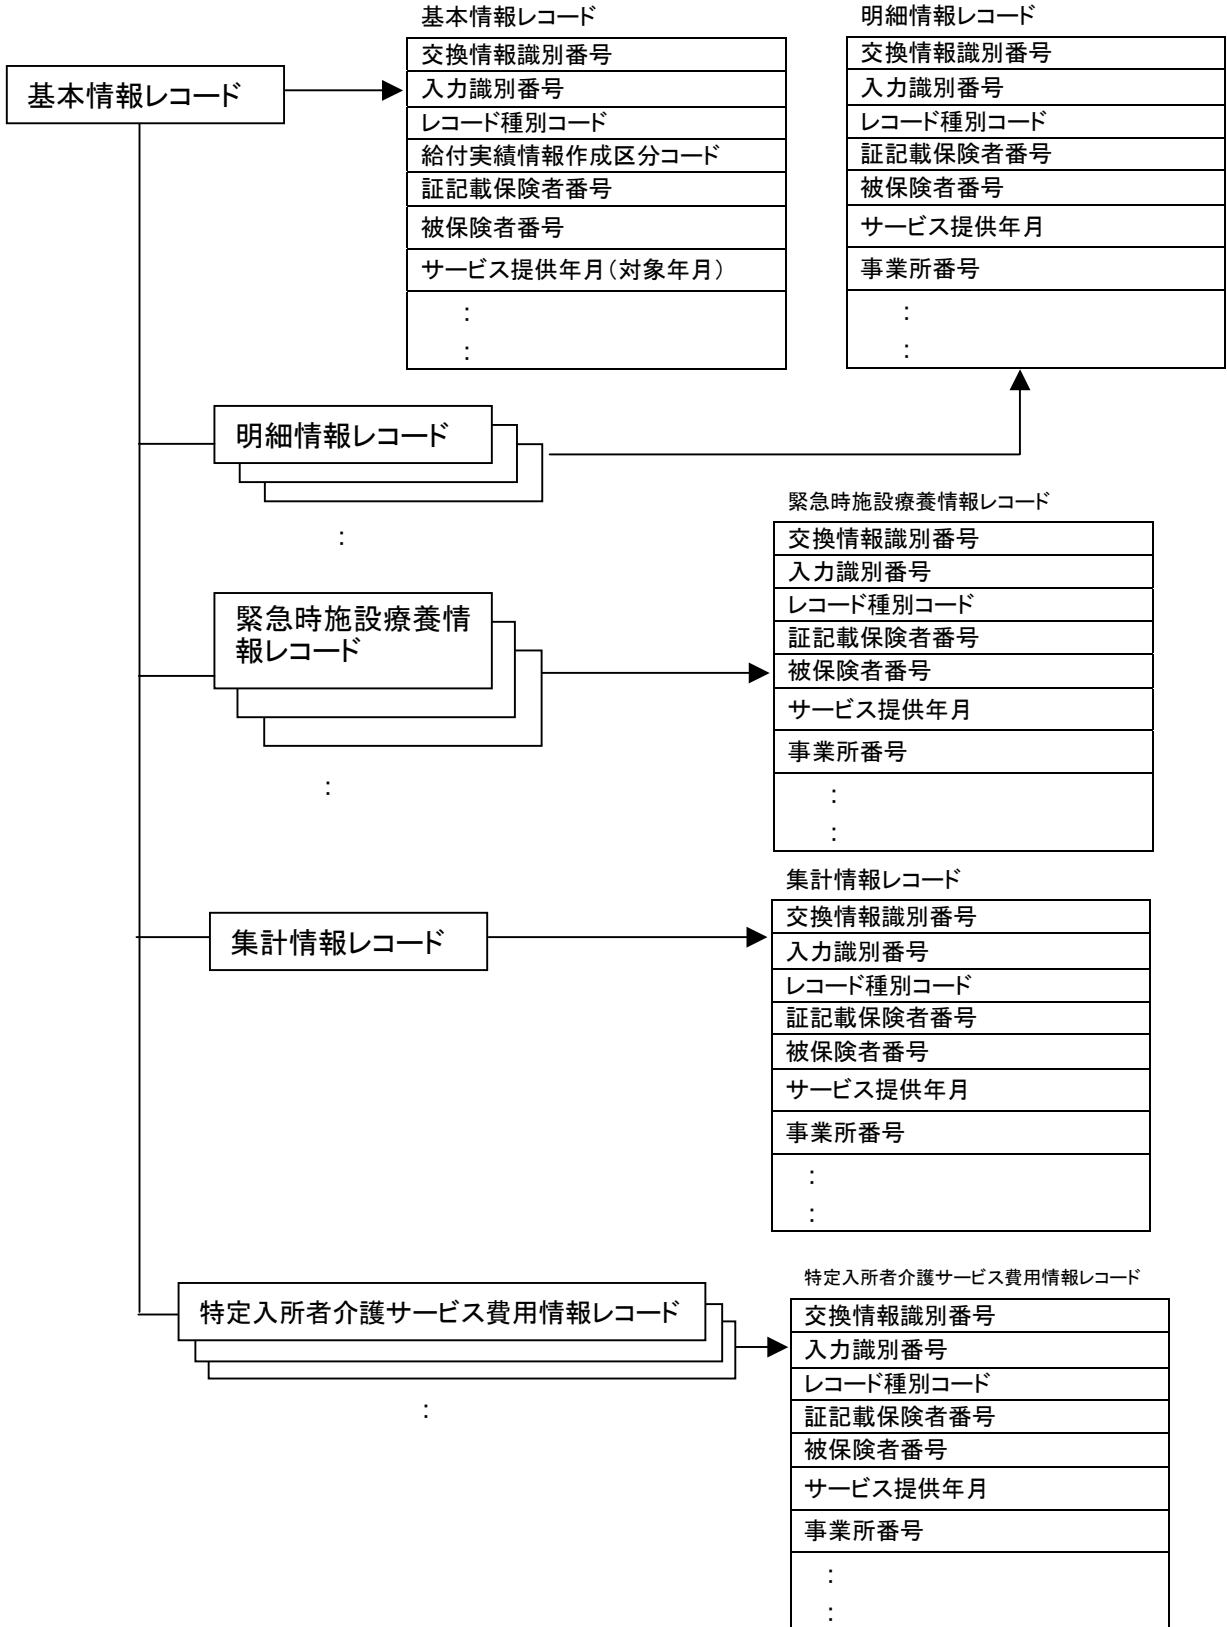 基本情報レコード
基本情報レコード
交換情報識別番号
入力識別番号
レコード種別コード
給付実績情報作成区分コード
証記載保険者番号
被保険者番号
サービス提供年月(対象年月)
:
:
明細情報レコード
交換情報識別番号
入力識別番号
レコード種別コード
証記載保険者番号
被保険者番号
サービス提供年月
事業所番号
:
:
明細情報レコード
:
緊急時施設療養情報レコード
交換情報識別番号
入力識別番号
レコード種別コード
証記載保険者番号
被保険者番号
サービス提供年月
事業所番号
:
:
緊急時施設療養情
報レコード
:
集計情報レコード
交換情報識別番号
入力識別番号
レコード種別コード
証記載保険者番号
被保険者番号
サービス提供年月
事業所番号
:
:
集計情報レコード
特定入所者介護サービス費用情報レコード
:
特定入所者介護サービス費用情報レコード
交換情報識別番号
入力識別番号
レコード種別コード
証記載保険者番号
被保険者番号
サービス提供年月
事業所番号
:
: